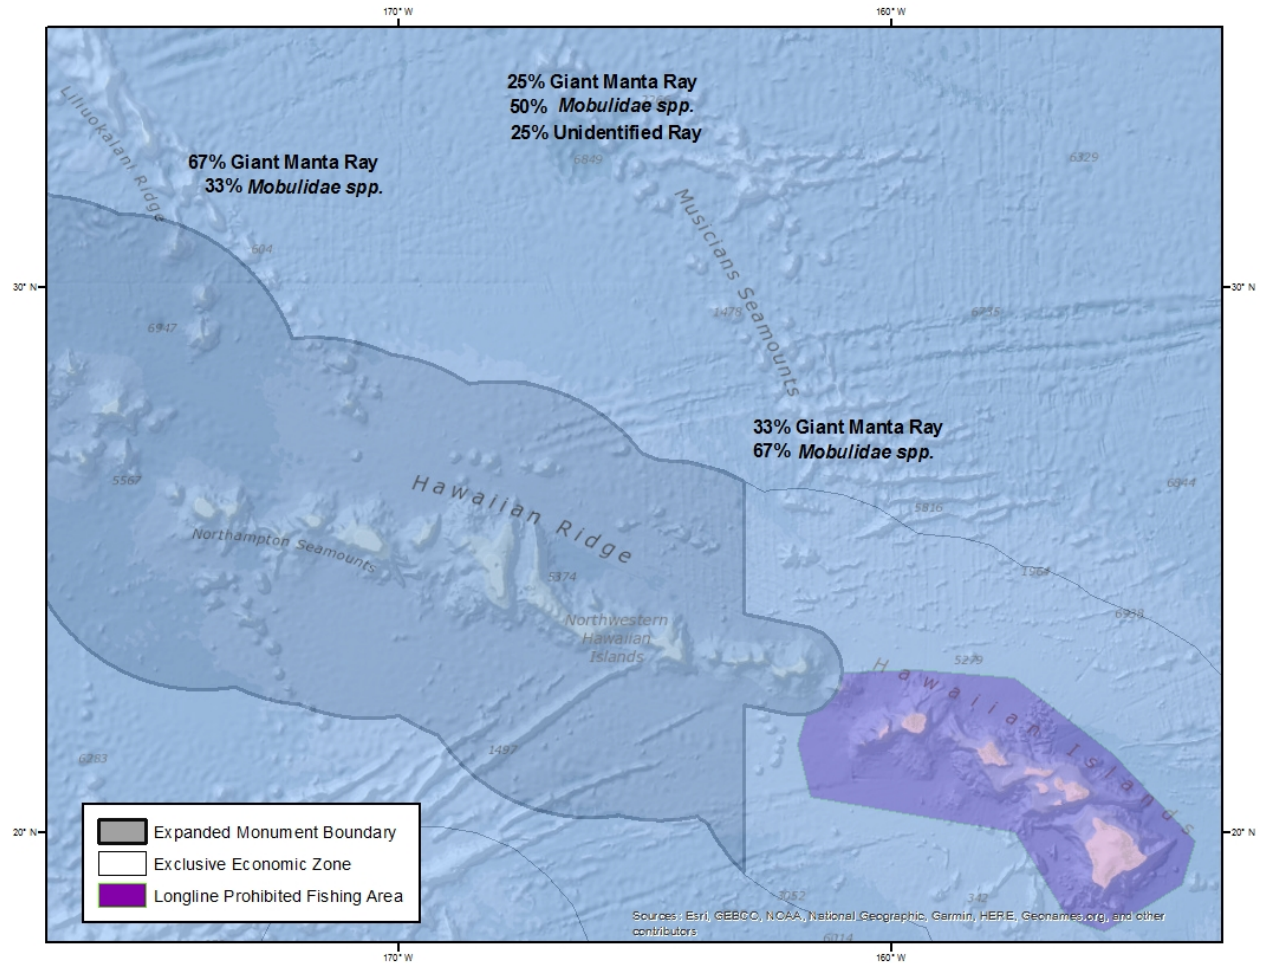 170° W
160° W
25% Giant Manta Ray
50% Mobulidae spp.
25% Unidentified Ray
6849
6329
Liliuokalani Ridge
67% Giant Manta Ray
33% Mobulidae spp.
604
Musicians Seamounts
30° N
30° N
6947
1478
6735
33% Giant Manta Ray
67% Mobulidae spp.
5567
6844
Hawaiian Ridge
5816
Northampton Seamounts
5374
1964
6938
Northwestern
Hawaiian
Islands
5279
Hawaiian Islands
1497
6283
20° N
20° N
Expanded Monument Boundary
Exclusive Economic Zone
Longline Prohibited Fishing Area
3052
342
Sources: Esri, GEBCO, NOAA, National Geographic, Garmin, HERE, Geonames.org, and other
contributors
6014
170° W
160° W